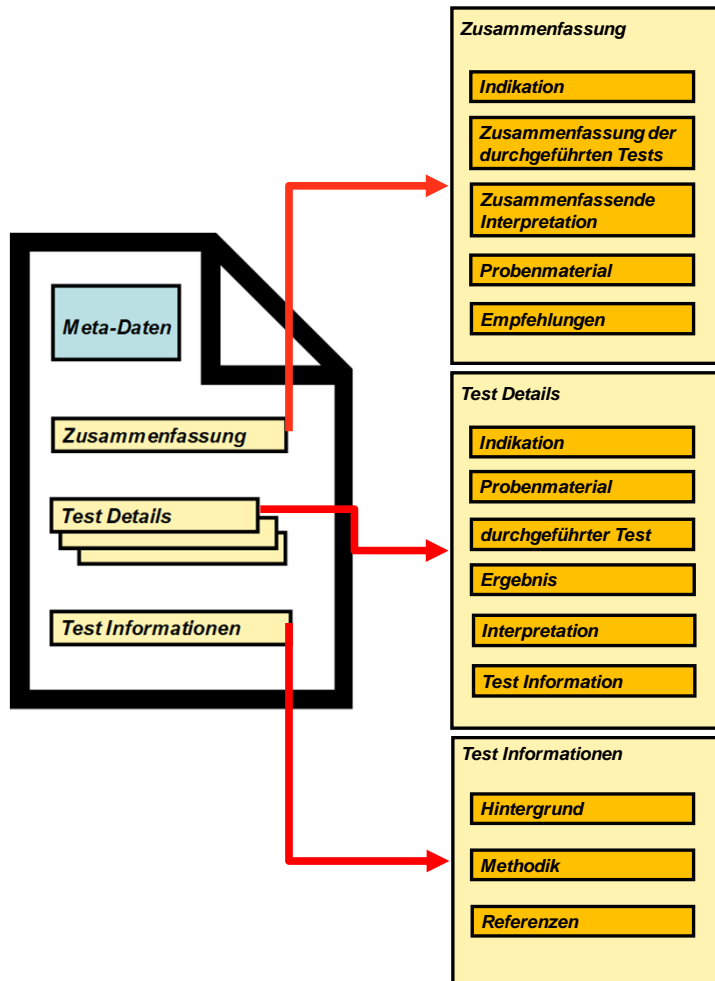 Meta-Daten
Zusammenfassung
Test Details
Test Informationen
Zusammenfassung
Indikation
Zusammenfassung der
durchgeführten Tests
Zusammenfassende
Interpretation
Probenmaterial
Empfehlungen
Test Details
Indikation
Probenmaterial
durchgeführter Test
Ergebnis
Interpretation
Test Information
Test Informationen
Hintergrund
Methodik
Referenzen